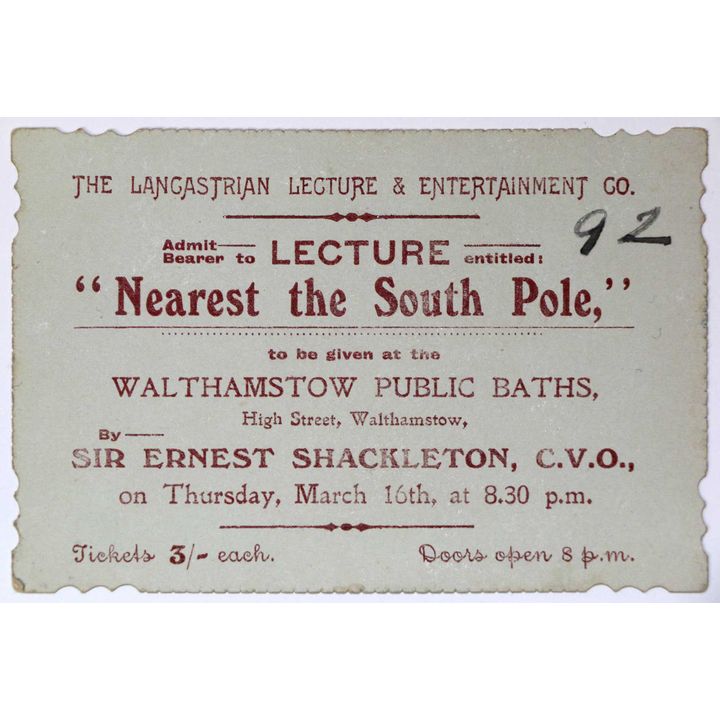 THE LANCASTRIAN LECTURE & ENTERTAINMENT CO.
92
Admit
Bearer to LECTURE entitled:
"Nearest the South Pole,"
to be given at the
WALTHAMSTOW PUBLIC BATHS,
High Street, Walthamstow,
By
SIR ERNEST SHACKLETON, C.V.O.,
on Thursday, March 16th, at 8.30 p.m.
Tickets 3/- each. Doors open 8 p.m.